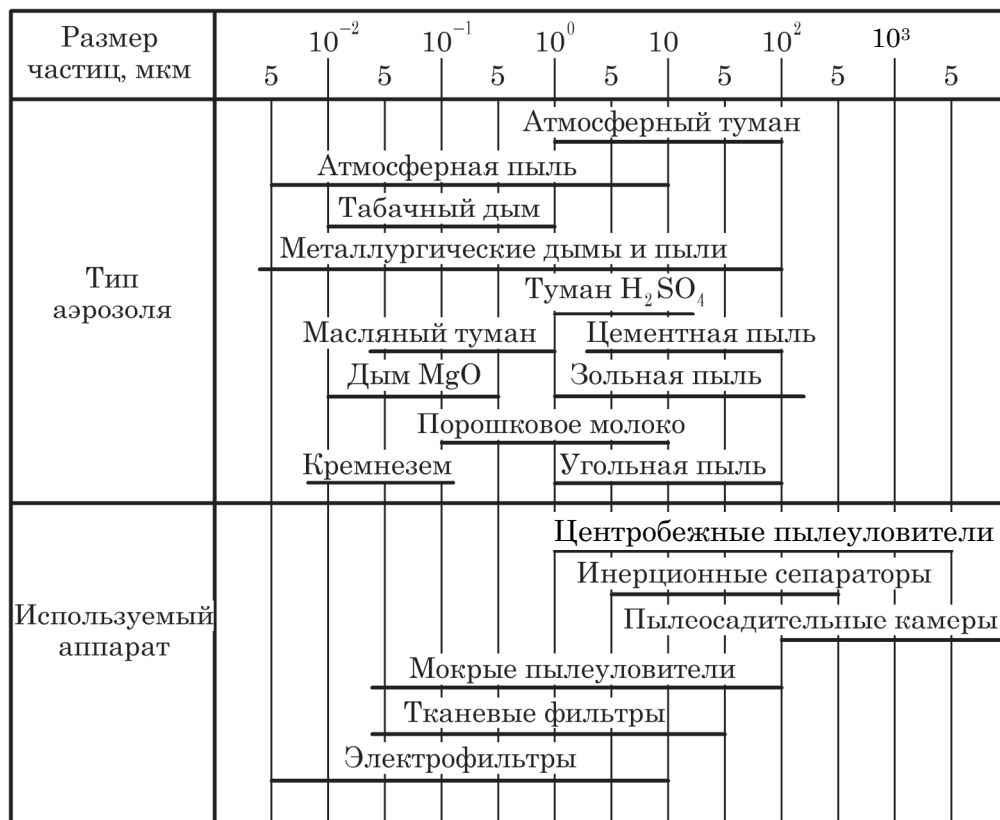 Размер
частиц, мкм
10⁻² 10⁻¹ 10⁰ 10 10² 10³
5 5 5 5 5 5 5
Атмосферный туман
Атмосферная пыль
Табачный дым
Металлургические дымы и пыли
Тип
аэрозоля
Туман H₂SO₄
Масляный туман Цементная пыль
Дым MgO Зольная пыль
Порошковое молоко
Кремнезем Угольная пыль
Центробежные пылеуловители
Инерционные сепараторы
Используемый
аппарат
Пылеосадительные камеры
Мокрые пылеуловители
Тканевые фильтры
Электрофильтры